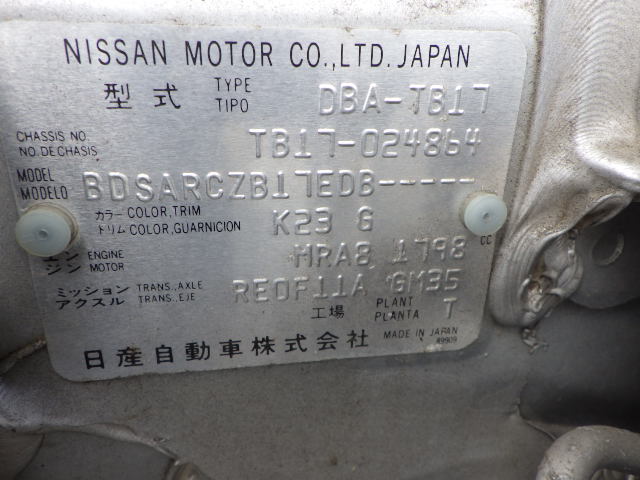 NISSAN MOTOR CO.,LTD. JAPAN
型式 TYPE TIPO DBA-TB17
CHASSIS NO. NO.DE CHASIS TB17-024864
MODEL MODELO BDSARCZB17EDB-----
カラー COLOR,TRIM
トリム COLOR,GUARNICION K23 G
エン ENGINE
ジン MOTOR MRA8 1798 CC
ミッション TRANS.,AXLE
アクスル TRANS.,EJE RE0F11A GM35
工場 PLANT PLANTA T
日産自動車株式会社 MADE IN JAPAN
49909